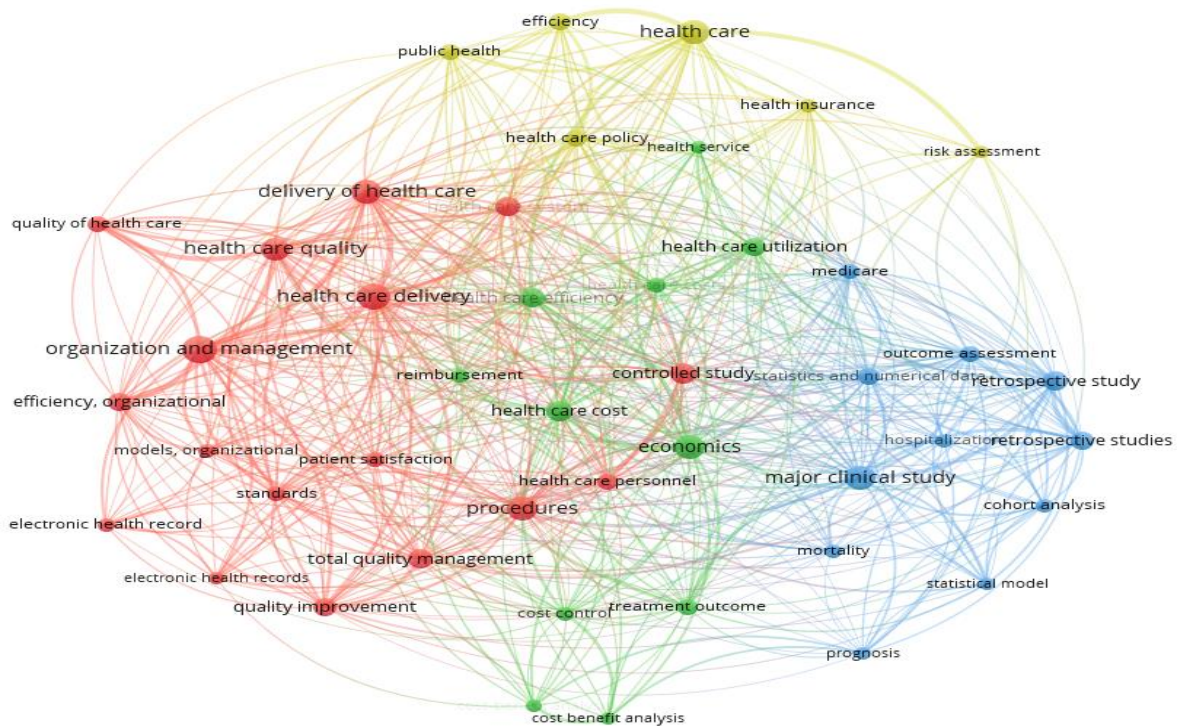 efficiency
health care
public health
health insurance
health care policy
health service
risk assessment
delivery of health care
quality of health care
health care quality
health care utilization
medicare
health care delivery
health care efficiency
organization and management
outcome assessment
reimbursement
controlled study
statistics and numerical data
retrospective study
efficiency, organizational
health care cost
economics
hospitalization
retrospective studies
models, organizational
patient satisfaction
major clinical study
health care personnel
standards
procedures
cohort analysis
electronic health record
total quality management
mortality
electronic health records
statistical model
quality improvement
cost control
treatment outcome
prognosis
cost benefit analysis